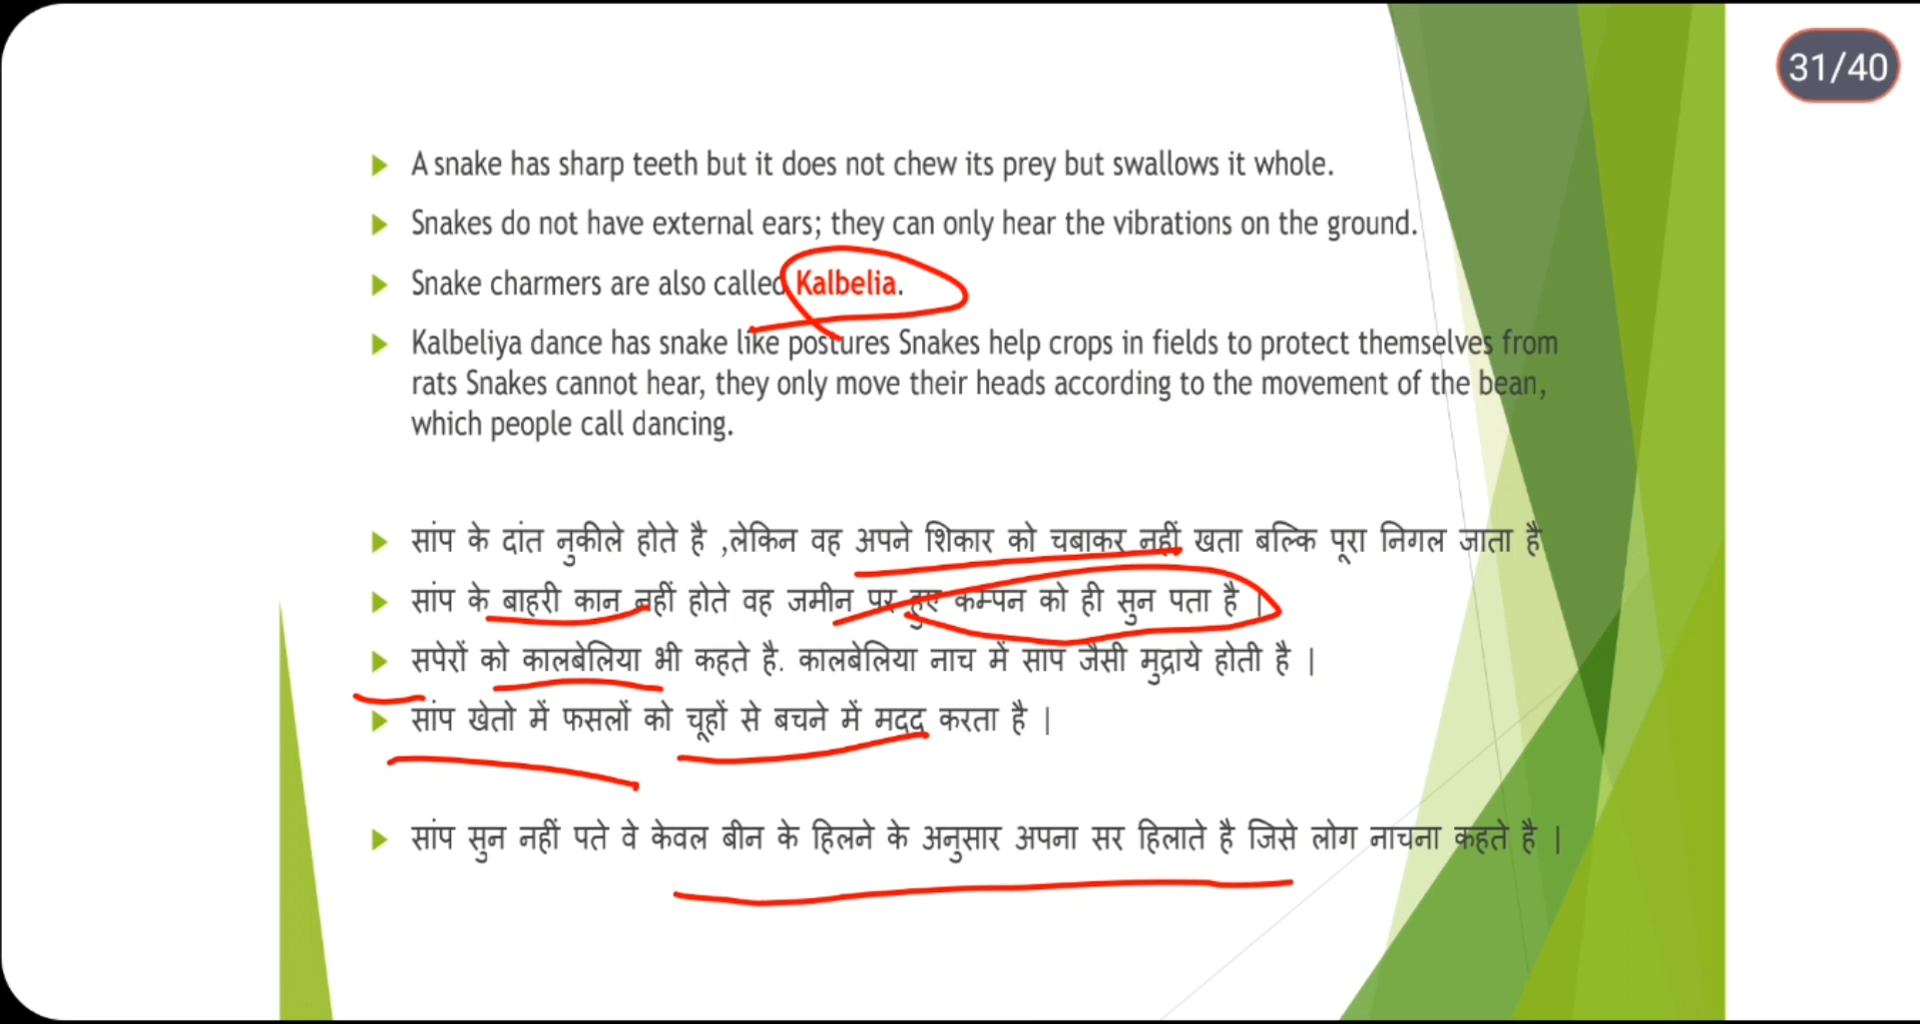 31/40
A snake has sharp teeth but it does not chew its prey but swallows it whole.
Snakes do not have external ears; they can only hear the vibrations on the ground.
Snake charmers are also called Kalbelia.
Kalbeliya dance has snake like postures Snakes help crops in fields to protect themselves from
rats Snakes cannot hear, they only move their heads according to the movement of the bean,
which people call dancing.
सांप के दांत नुकीले होते है ,लेकिन वह अपने शिकार को चबाकर नहीं खता बल्कि पूरा निगल जाता है
सांप के बाहरी कान नहीं होते वह जमीन पर हुए कम्पन को ही सुन पता है |
सपेरों को कालबेलिया भी कहते है. कालबेलिया नाच में सांप जैसी मुद्राये होती है |
सांप खेतो में फसलों को चूहों से बचने में मदद करता है |
सांप सुन नहीं पते वे केवल बीन के हिलने के अनुसार अपना सर हिलाते है जिसे लोग नाचना कहते है |